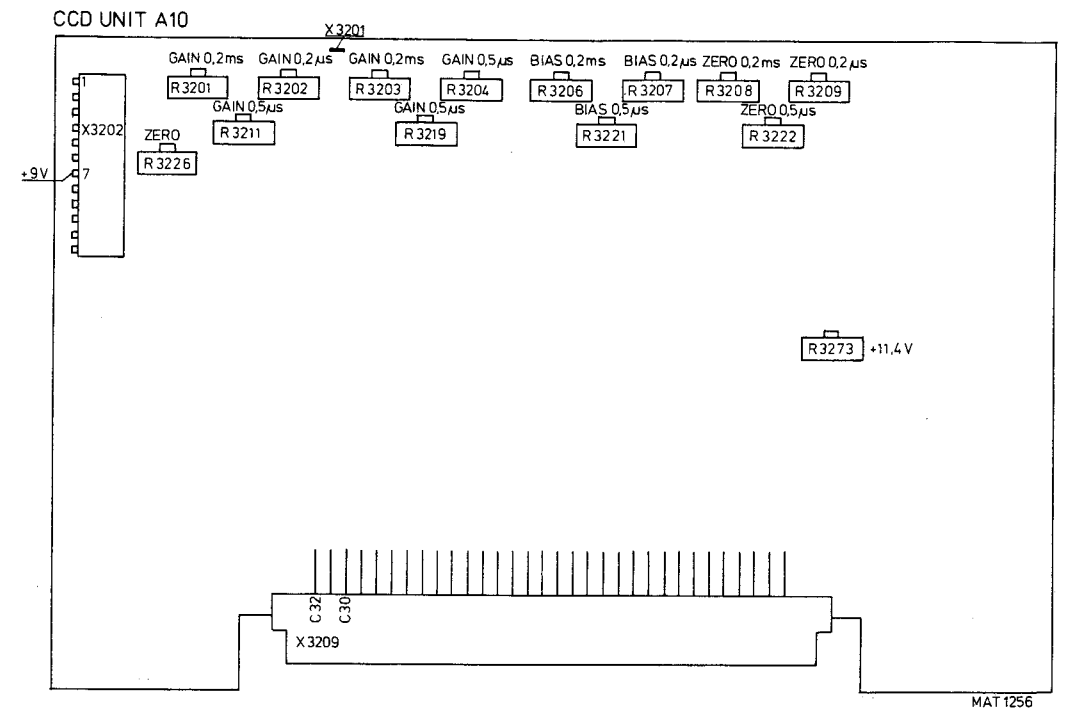 CCD UNIT A10
X3201
GAIN 0,2ms GAIN 0,2µs GAIN 0,2ms GAIN 0,5µs BIAS 0,2ms BIAS 0,2µs ZERO 0,2ms ZERO 0,2µs
R3201 R3202 R3203 R3204 R3206 R3207 R3208 R3209
GAIN 0,5µs GAIN 0,5µs BIAS 0,5µs ZERO 0,5µs
R3211 R3219 R3221 R3222
1
X3202
ZERO
R3226
+9V
7
R3273 +11,4V
C32 C30
X3209
MAT1256